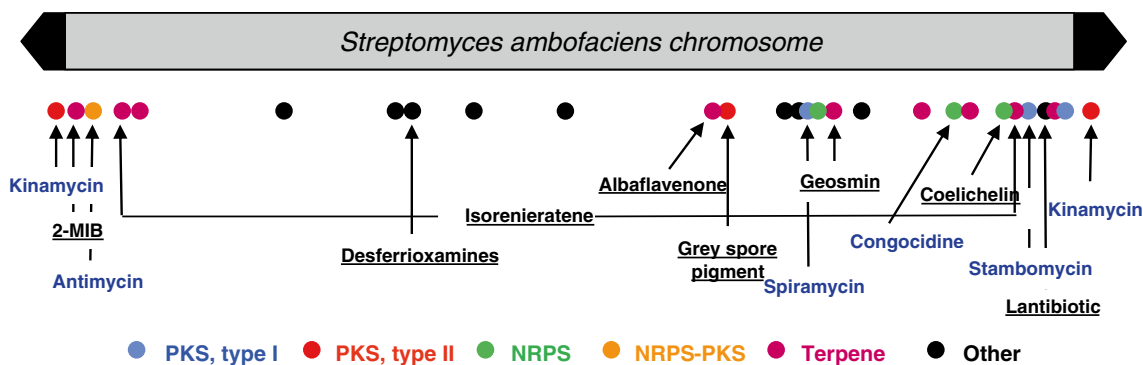 Streptomyces ambofaciens chromosome
Kinamycin
2-MIB
Antimycin
Isorenieratene
Desferrioxamines
Albaflavenone
Grey spore
pigment
Geosmin
Spiramycin
Congocidine
Coelichelin
Kinamycin
Stambomycin
Lantibiotic
PKS, type I
PKS, type II
NRPS
NRPS-PKS
Terpene
Other